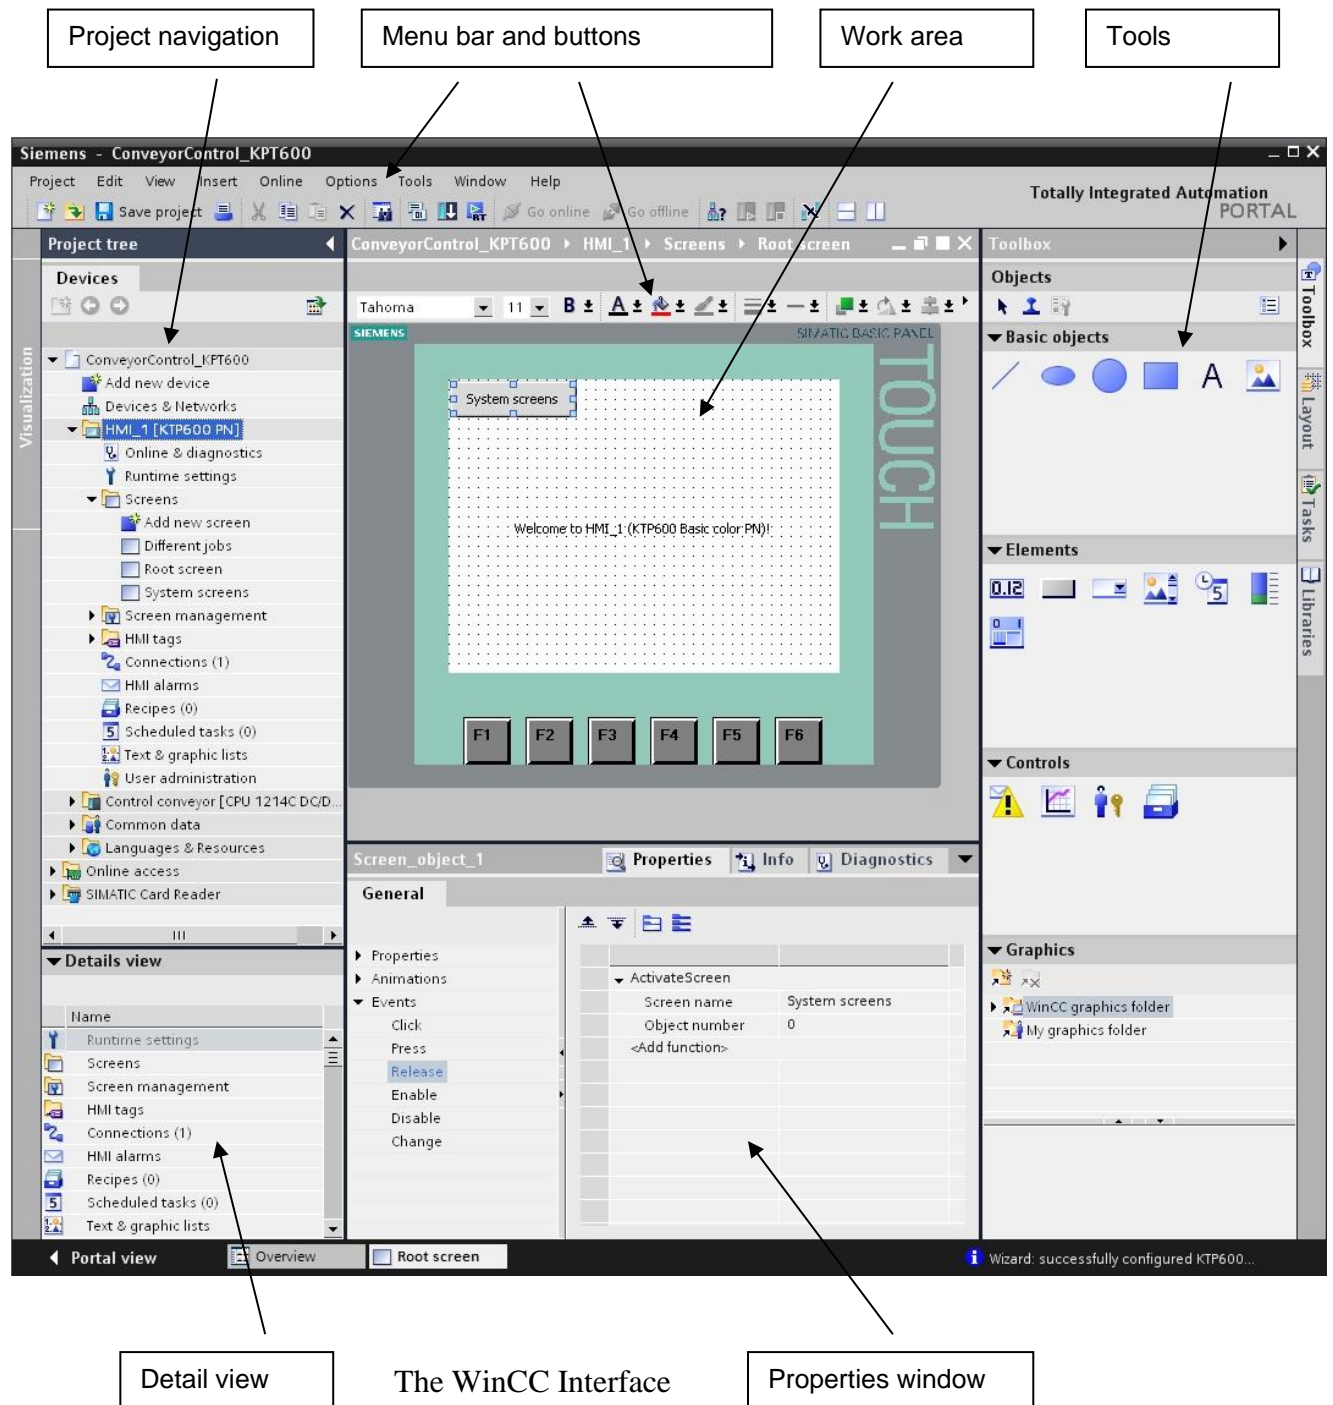 Project navigation
Menu bar and buttons
Work area
Tools
Siemens - ConveyorControl_KPT600
Project Edit View Insert Online Options Tools Window Help
Totally Integrated Automation
PORTAL
Save project
Go online
Go offline
Project tree
ConveyorControl_KPT600 HMI_1 Screens Root screen
Toolbox
Devices
Objects
Tahoma 11 B A
Visualization
ConveyorControl_KPT600
Add new device
Devices & Networks
HMI_1 [KTP600 PN]
Online & diagnostics
Runtime settings
Screens
Add new screen
Different jobs
Root screen
System screens
Screen management
HMI tags
Connections (1)
HMI alarms
Recipes (0)
5 Scheduled tasks (0)
Text & graphic lists
User administration
Control conveyor [CPU 1214C DC/D...
Common data
Languages & Resources
Online access
SIMATIC Card Reader
SIEMENS
SIMATIC BASIC PANEL
TOUCH
System screens
Welcome to HMI_1 (KTP600 Basic color PN)!
F1 F2 F3 F4 F5 F6
Basic objects
A
Elements
0.12
5
0 1
Controls
Graphics
WinCC graphics folder
My graphics folder
Toolbox
Layout
Tasks
Libraries
Details view
Name
Runtime settings
Screens
Screen management
HMI tags
Connections (1)
HMI alarms
Recipes (0)
5 Scheduled tasks (0)
Text & graphic lists
Screen_object_1
Properties
Info
Diagnostics
General
Properties
Animations
Events
Click
Press
Release
Enable
Disable
Change
ActivateScreen
Screen name System screens
Object number 0
<Add function>
Portal view
Overview
Root screen
Wizard: successfully configured KTP600...
Detail view
The WinCC Interface
Properties window